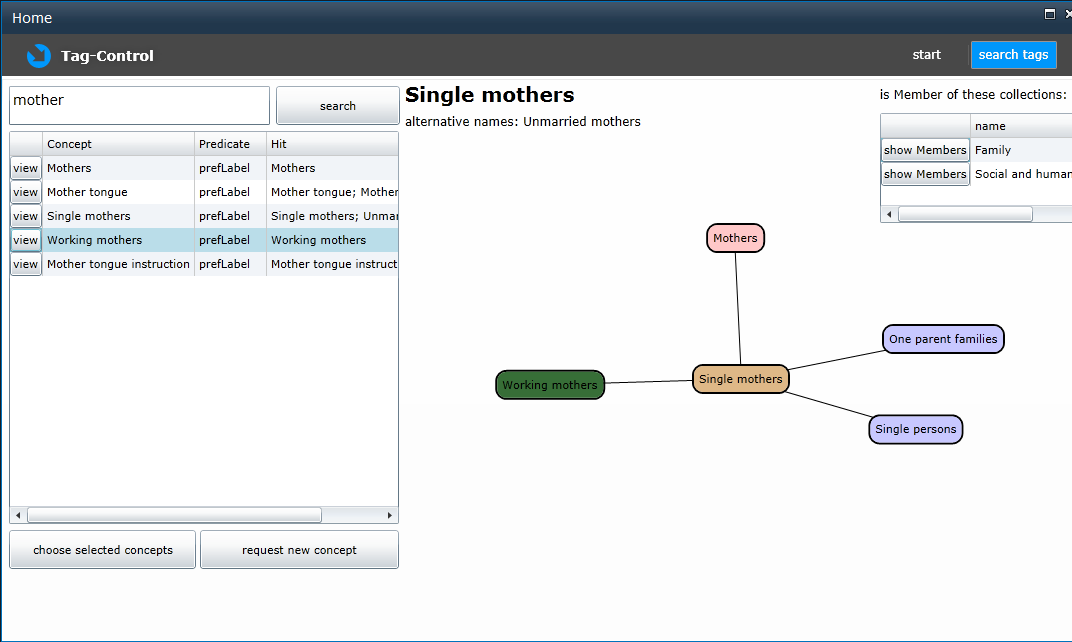 Home
Tag-Control
start
search tags
mother
search
Concept Predicate Hit
view Mothers prefLabel Mothers
view Mother tongue prefLabel Mother tongue; Mother
view Single mothers prefLabel Single mothers; Unmar
view Working mothers prefLabel Working mothers
view Mother tongue instruction prefLabel Mother tongue instruct
choose selected concepts
request new concept
Single mothers
alternative names: Unmarried mothers
Mothers
One parent families
Single mothers
Working mothers
Single persons
is Member of these collections:
name
show Members Family
show Members Social and human